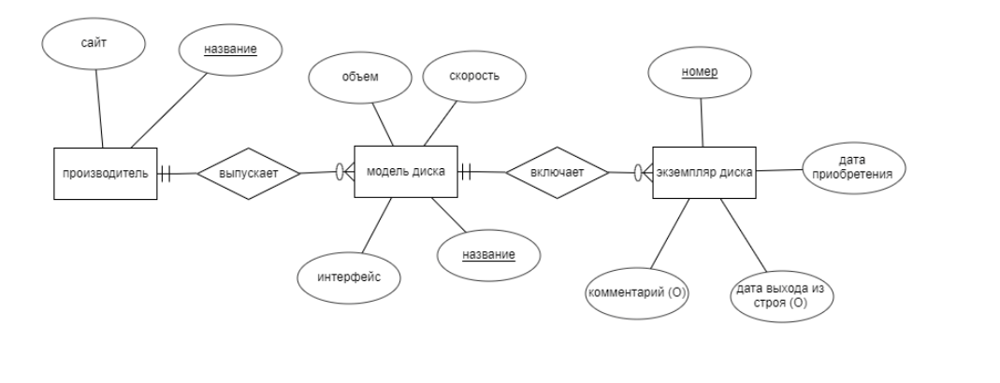 сайт
название
объем
скорость
номер
производитель
выпускает
модель диска
включает
экземпляр диска
дата
приобретения
интерфейс
название
комментарий (О)
дата выхода из
строя (О)